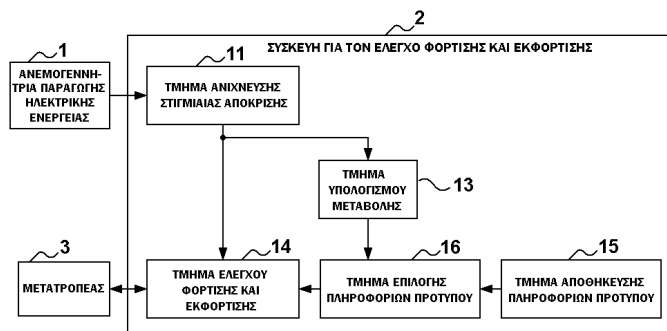 2
ΣΥΣΚΕΥΗ ΓΙΑ ΤΟΝ ΕΛΕΓΧΟ ΦΟΡΤΙΣΗΣ ΚΑΙ ΕΚΦΟΡΤΙΣΗΣ
1
ΑΝΕΜΟΓΕΝΝΗ-
ΤΡΙΑ ΠΑΡΑΓΩΓΗΣ
ΗΛΕΚΤΡΙΚΗΣ
ΕΝΕΡΓΕΙΑΣ
11
ΤΜΗΜΑ ΑΝΙΧΝΕΥΣΗΣ
ΣΤΙΓΜΙΑΙΑΣ ΑΠΟΚΡΙΣΗΣ
ΤΜΗΜΑ
ΥΠΟΛΟΓΙΣΜΟΥ
ΜΕΤΑΒΟΛΗΣ
13
3
ΜΕΤΑΤΡΟΠΕΑΣ
14
ΤΜΗΜΑ ΕΛΕΓΧΟΥ
ΦΟΡΤΙΣΗΣ ΚΑΙ
ΕΚΦΟΡΤΙΣΗΣ
16
ΤΜΗΜΑ ΕΠΙΛΟΓΗΣ
ΠΛΗΡΟΦΟΡΙΩΝ ΠΡΟΤΥΠΟΥ
15
ΤΜΗΜΑ ΑΠΟΘΗΚΕΥΣΗΣ
ΠΛΗΡΟΦΟΡΙΩΝ ΠΡΟΤΥΠΟΥ